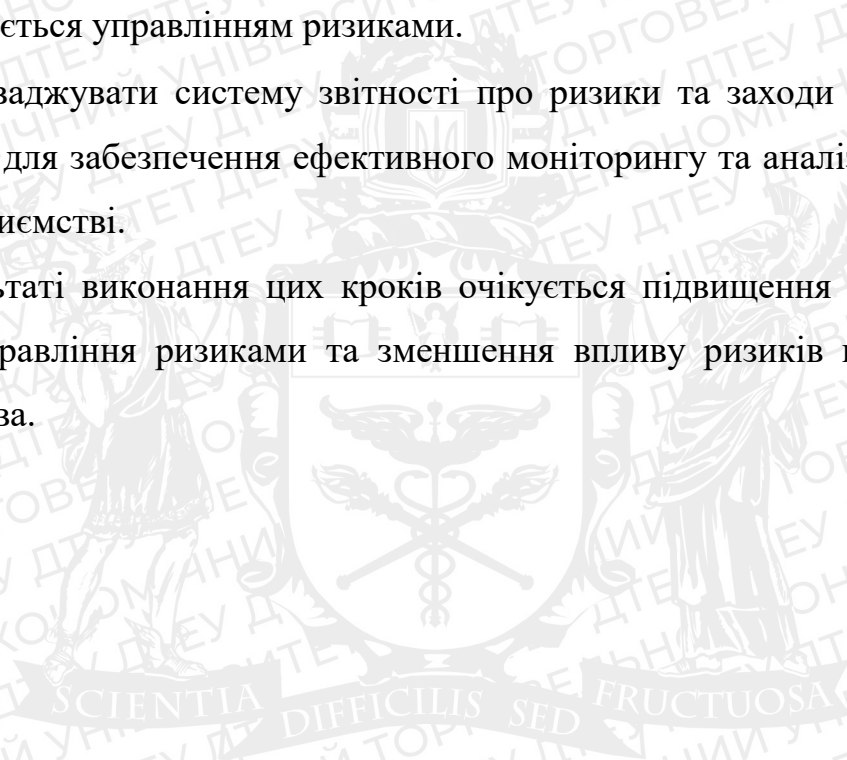 ється управлінням ризиками.
ваджувати систему звітності про ризики та заходи
для забезпечення ефективного моніторингу та аналі
иємстві.
ьтаті виконання цих кроків очікується підвищення
равління ризиками та зменшення впливу ризиків
ва.
SCIENTIA DIFFICILIS SED FRUCTUOSA